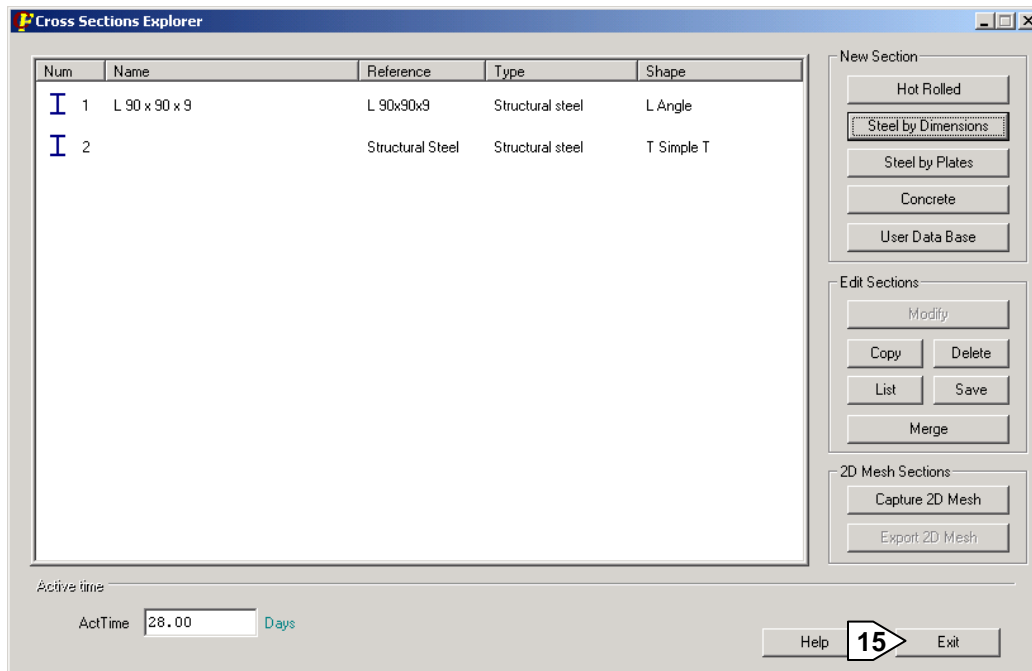 Cross Sections Explorer
Num Name Reference Type Shape
1 L 90 x 90 x 9 L 90x90x9 Structural steel L Angle
2 Structural Steel Structural steel T Simple T
New Section
Hot Rolled
Steel by Dimensions
Steel by Plates
Concrete
User Data Base
Edit Sections
Modify
Copy Delete
List Save
Merge
2D Mesh Sections
Capture 2D Mesh
Export 2D Mesh
Active time
ActTime 28.00 Days
Help 15 Exit